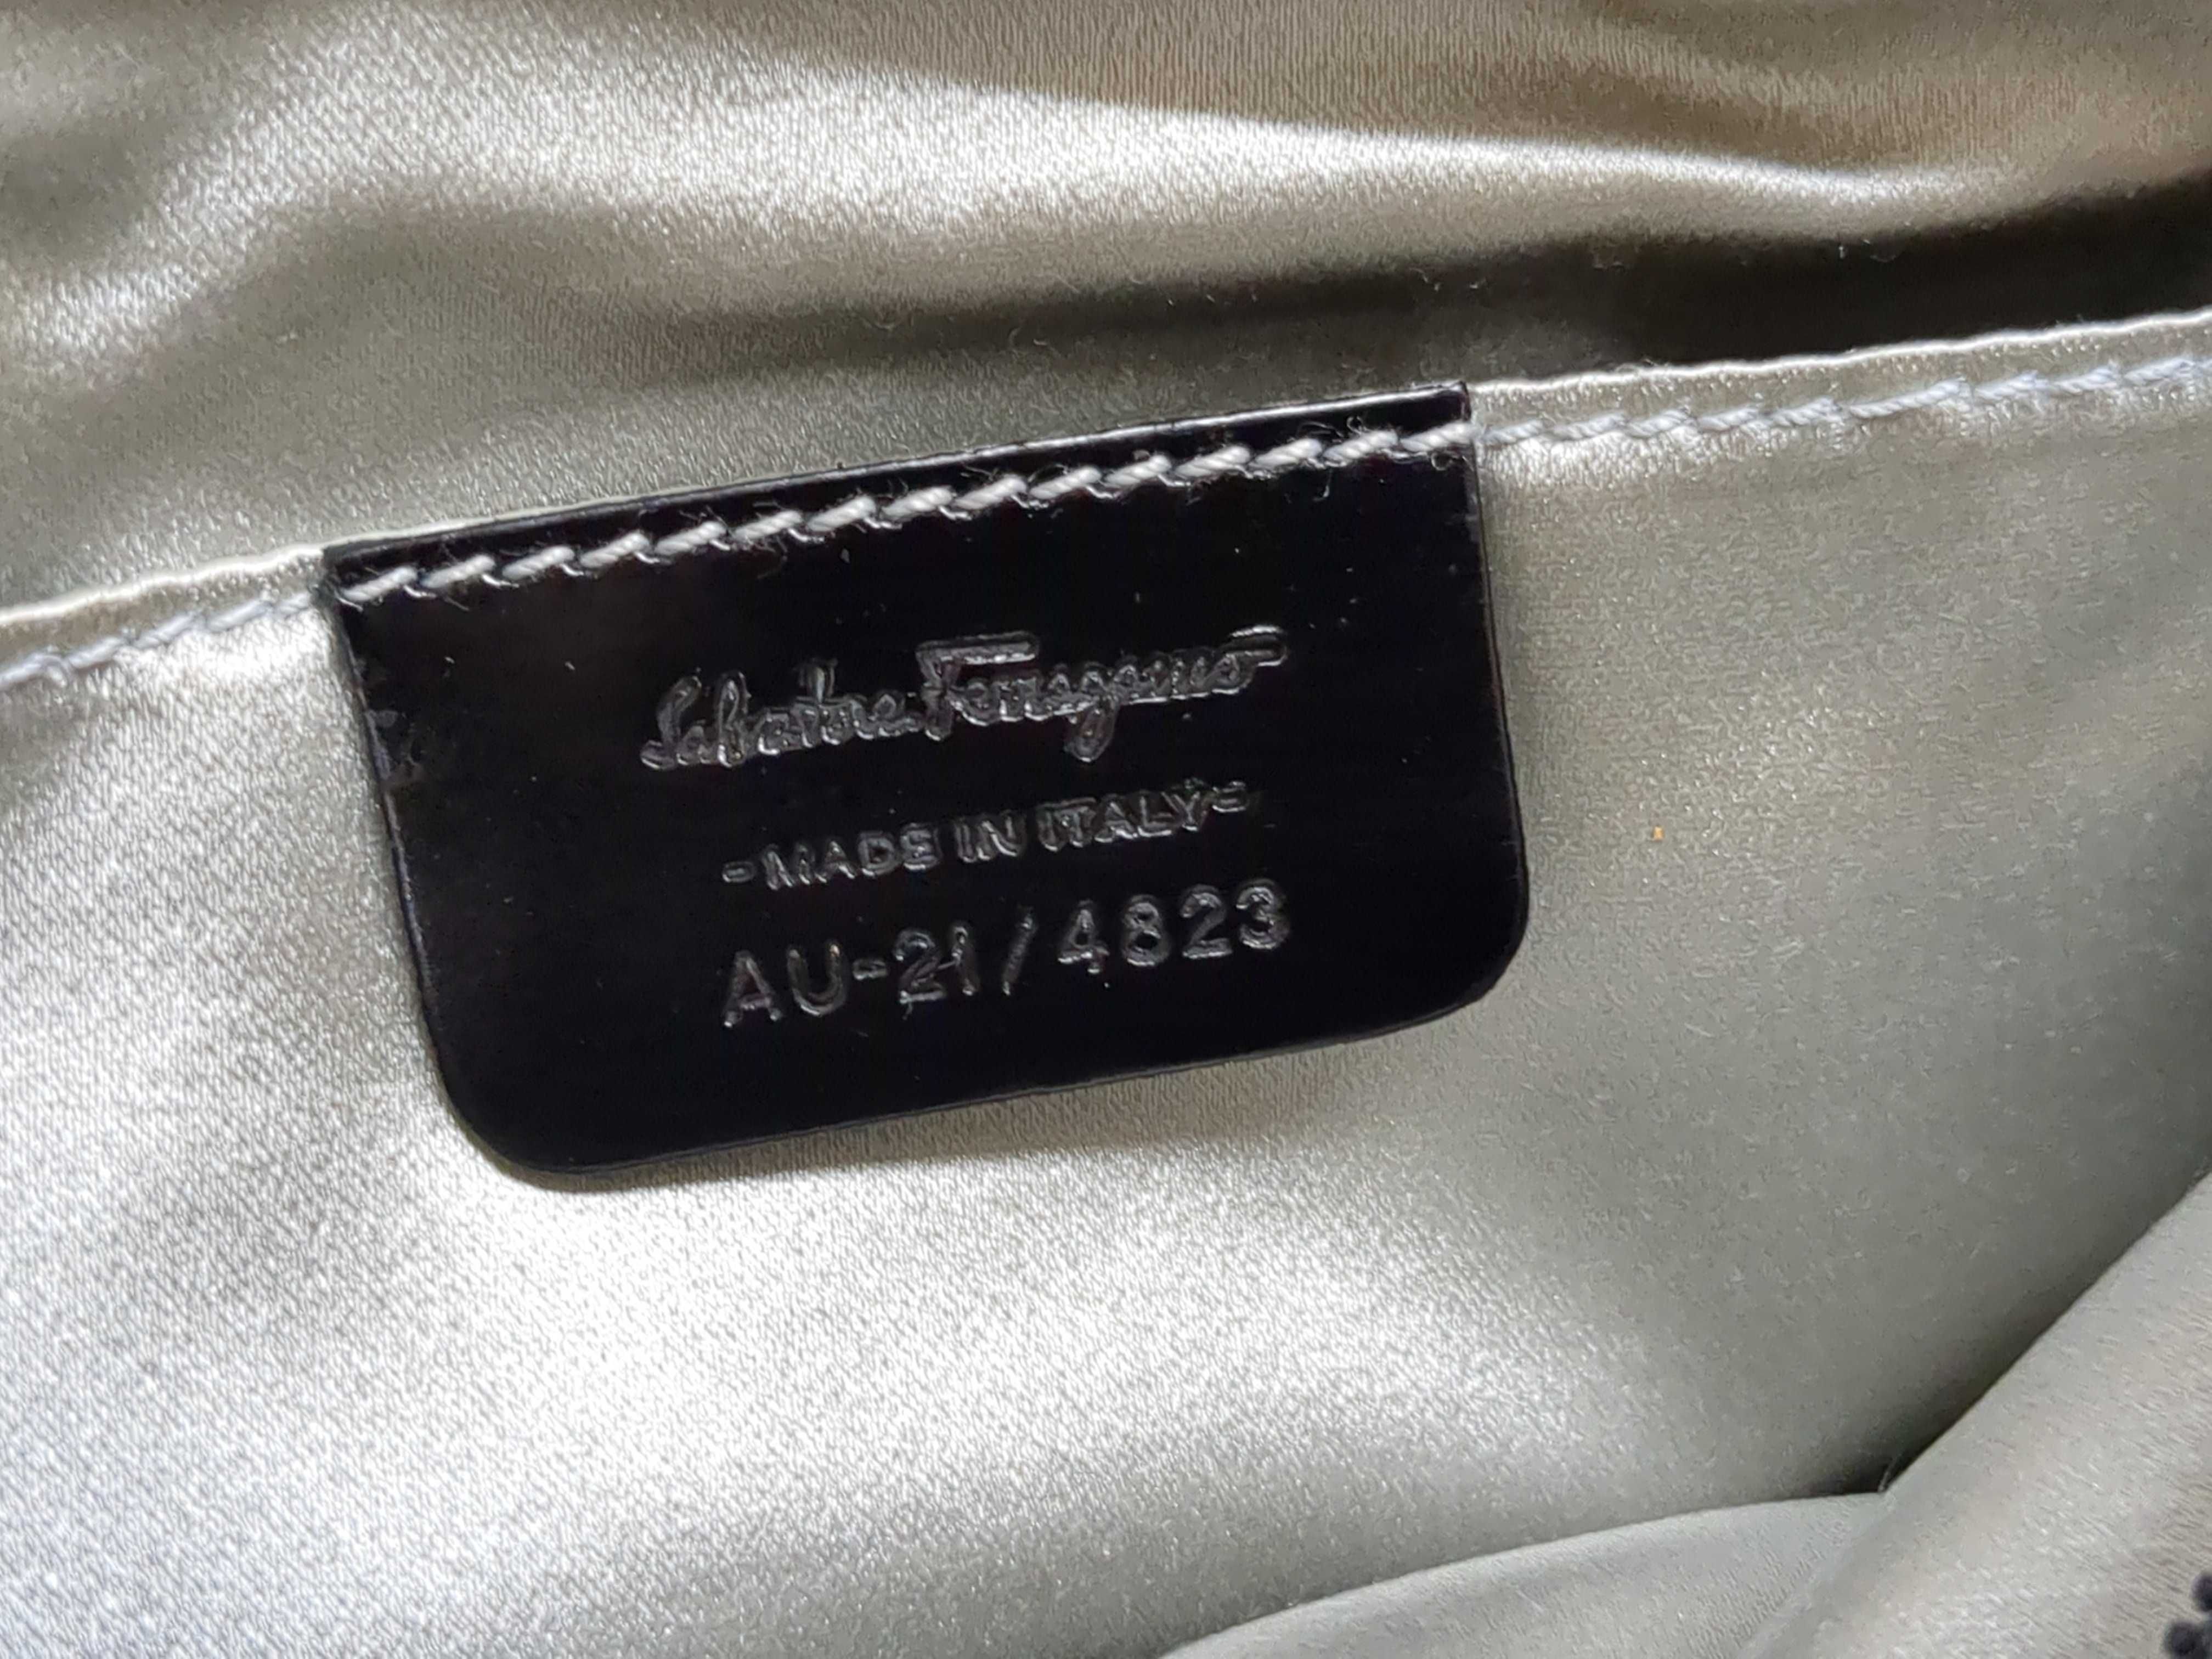 Salvatore Ferragamo
-MADE IN ITALY-
AU-21/4823